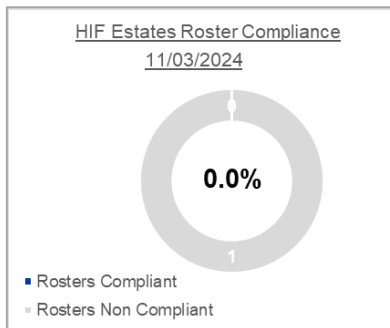 HIF Estates Roster Compliance
11/03/2024
0
0.0%
1
Rosters Compliant
Rosters Non Compliant